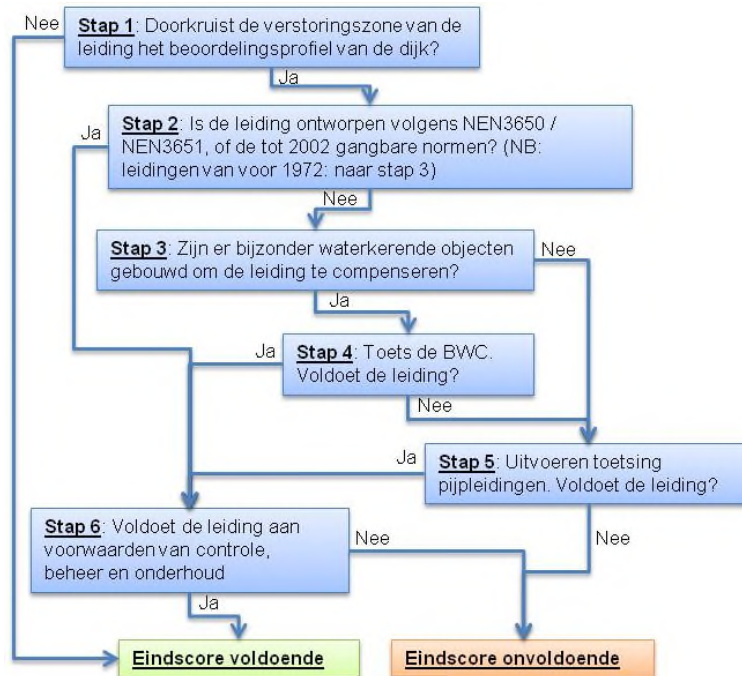 Nee
Stap 1: Doorkruist de verstoringszone van de
leiding het beoordelingsprofiel van de dijk?
Ja
Ja
Stap 2: Is de leiding ontworpen volgens NEN3650 /
NEN3651, of de tot 2002 gangbare normen? (NB:
leidingen van voor 1972: naar stap 3)
Nee
Stap 3: Zijn er bijzonder waterkerende objecten
gebouwd om de leiding te compenseren?
Nee
Ja
Ja
Stap 4: Toets de BWC.
Voldoet de leiding?
Nee
Ja
Stap 5: Uitvoeren toetsing
pijpleidingen. Voldoet de leiding?
Stap 6: Voldoet de leiding aan
voorwaarden van controle,
beheer en onderhoud
Nee
Nee
Ja
Eindscore voldoende
Eindscore onvoldoende